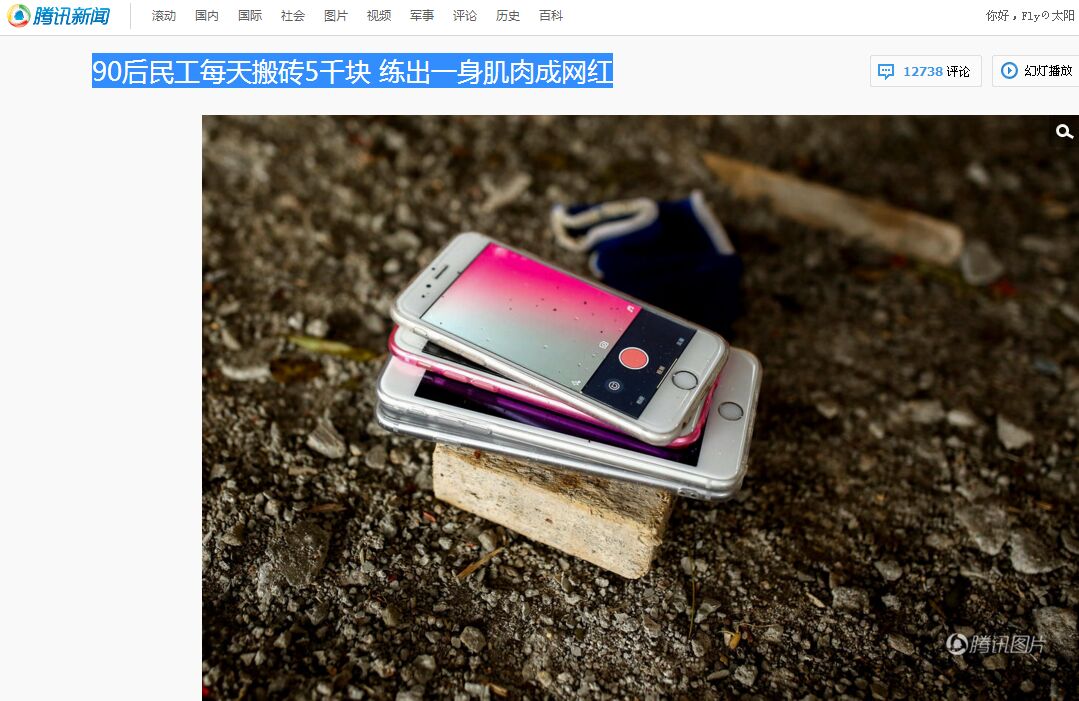 腾讯新闻
滚动 国内 国际 社会 图片 视频 军事 评论 历史 百科
你好，Flyの太阳
90后民工每天搬砖5千块 练出一身肌肉成网红
12738 评论
幻灯播放
腾讯图片